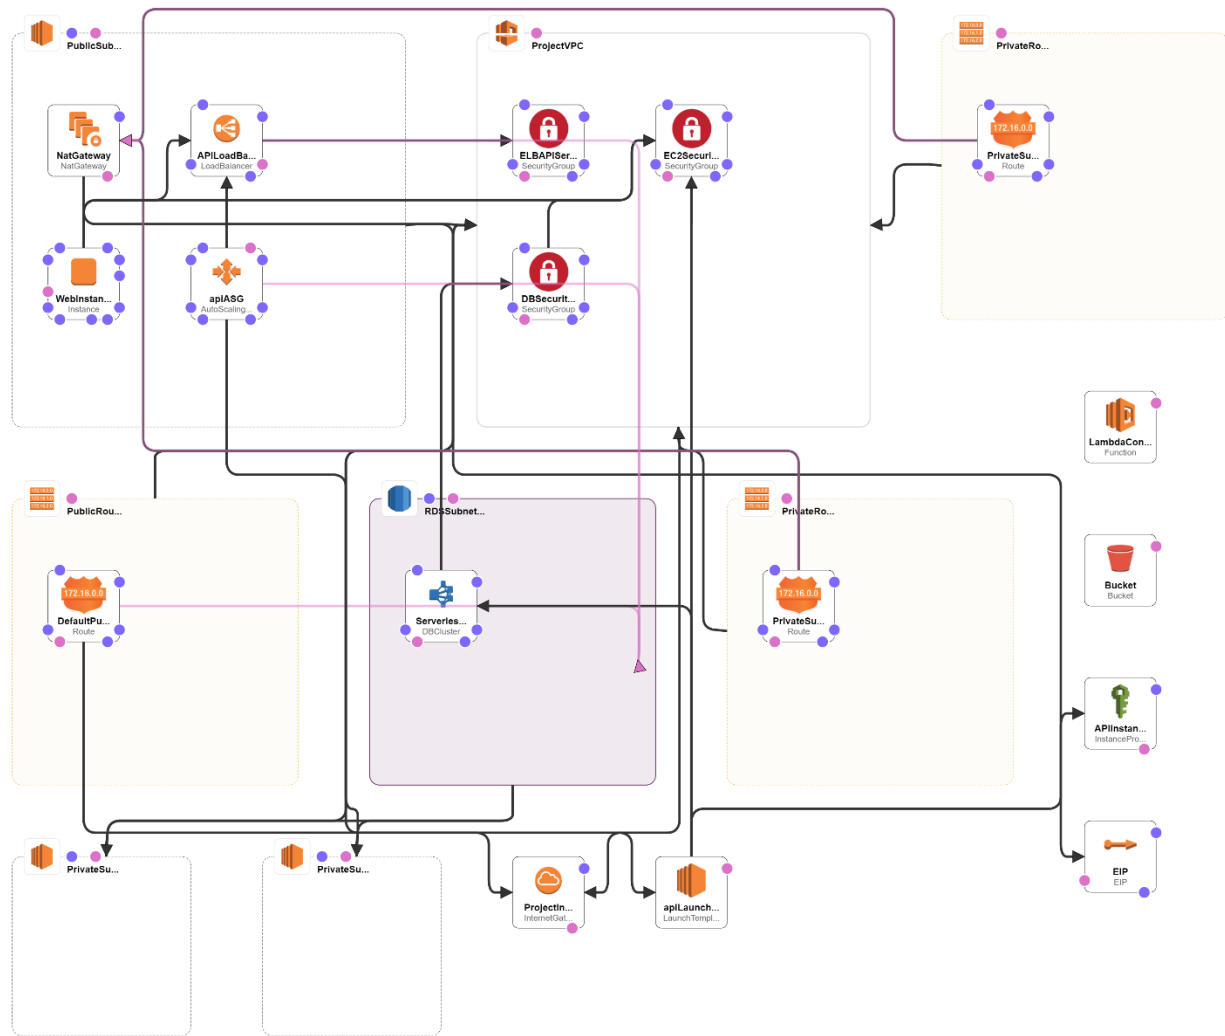 PublicSub...
ProjectVPC
PrivateRo...
NatGateway
NatGateway
APILoadBa...
LoadBalancer
ELBAPISer...
SecurityGroup
EC2Securi...
SecurityGroup
172.16.0.0
PrivateSu...
Route
WebInstan...
Instance
apiASG
AutoScaling...
DBSecurit...
SecurityGroup
LambdaCon...
Function
PublicRou...
RDSSubnet...
PrivateRo...
Bucket
Bucket
172.16.0.0
DefaultPu...
Route
Serverles...
DBCluster
172.16.0.0
PrivateSu...
Route
APIInstan...
InstancePro...
PrivateSu...
PrivateSu...
ProjectIn...
InternetGat...
apiLaunch...
LaunchTempl...
EIP
EIP